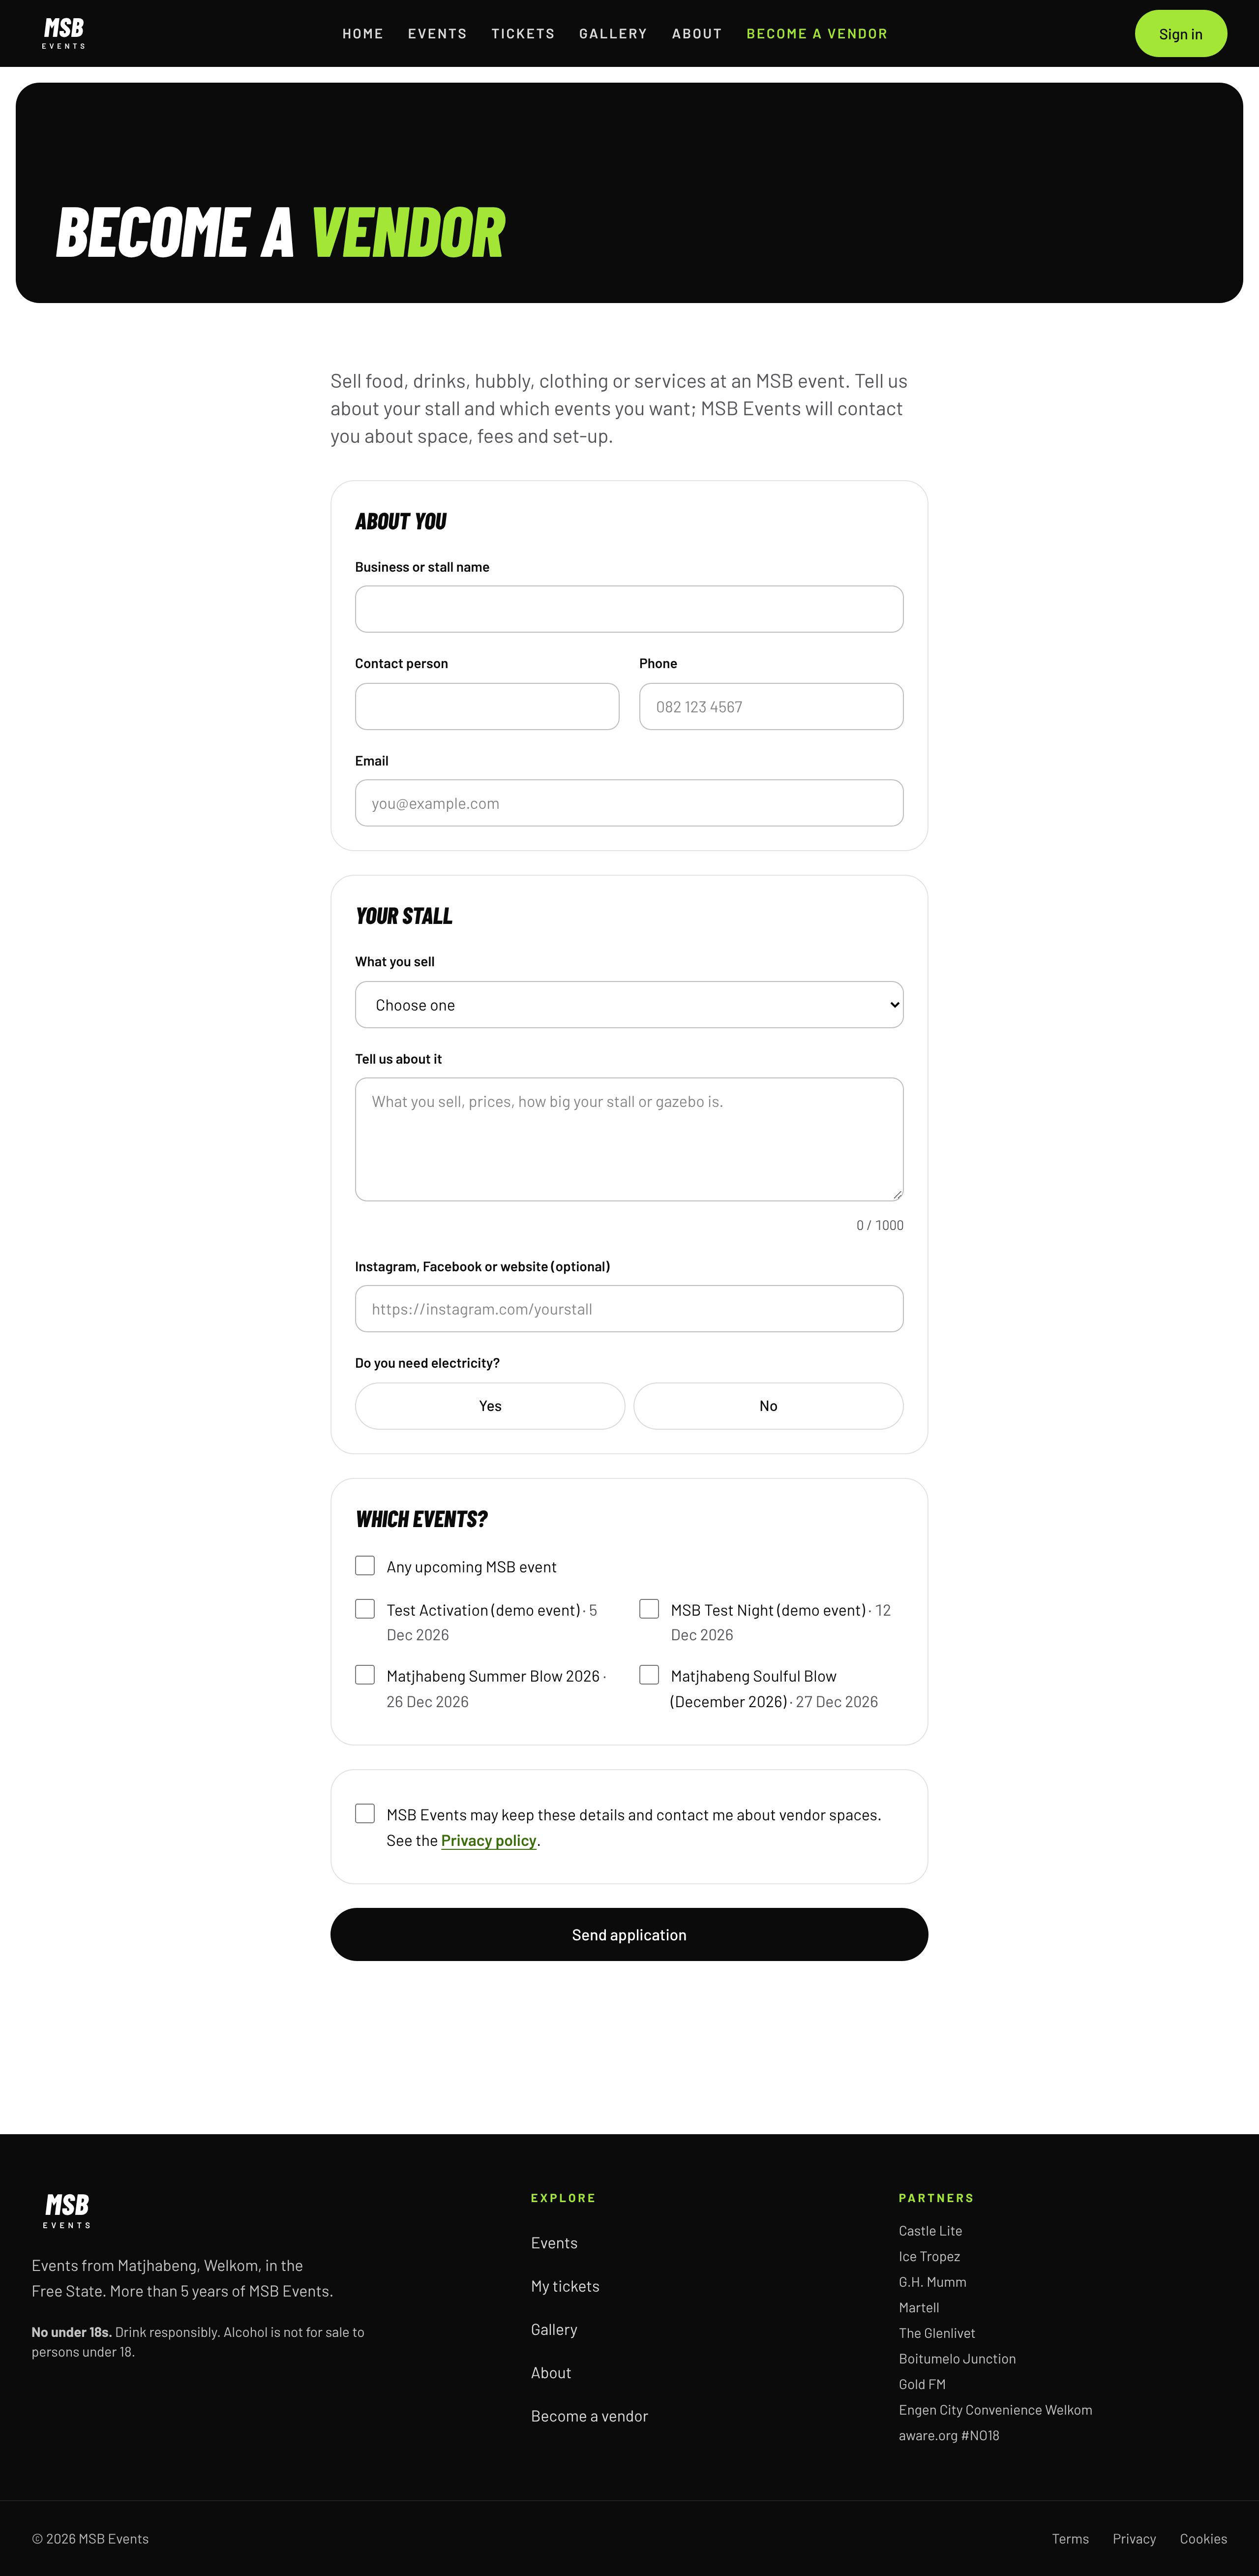 MSB
EVENTS
HOME
EVENTS
TICKETS
GALLERY
ABOUT
BECOME A VENDOR
Sign in
BECOME A VENDOR
Sell food, drinks, hubbly, clothing or services at an MSB event. Tell us
about your stall and which events you want; MSB Events will contact
you about space, fees and set-up.
ABOUT YOU
Business or stall name
Contact person
Phone
082 123 4567
Email
you@example.com
YOUR STALL
What you sell
Choose one
Tell us about it
What you sell, prices, how big your stall or gazebo is.
0 / 1000
Instagram, Facebook or website (optional)
https://instagram.com/yourstall
Do you need electricity?
Yes
No
WHICH EVENTS?
Any upcoming MSB event
Test Activation (demo event) · 5
Dec 2026
MSB Test Night (demo event) · 12
Dec 2026
Matjhabeng Summer Blow 2026 ·
26 Dec 2026
Matjhabeng Soulful Blow
(December 2026) · 27 Dec 2026
MSB Events may keep these details and contact me about vendor spaces.
See the Privacy policy.
Send application
MSB
EVENTS
Events from Matjhabeng, Welkom, in the
Free State. More than 5 years of MSB Events.
No under 18s. Drink responsibly. Alcohol is not for sale to
persons under 18.
EXPLORE
Events
My tickets
Gallery
About
Become a vendor
PARTNERS
Castle Lite
Ice Tropez
G.H. Mumm
Martell
The Glenlivet
Boitumelo Junction
Gold FM
Engen City Convenience Welkom
aware.org #NO18
© 2026 MSB Events
Terms
Privacy
Cookies